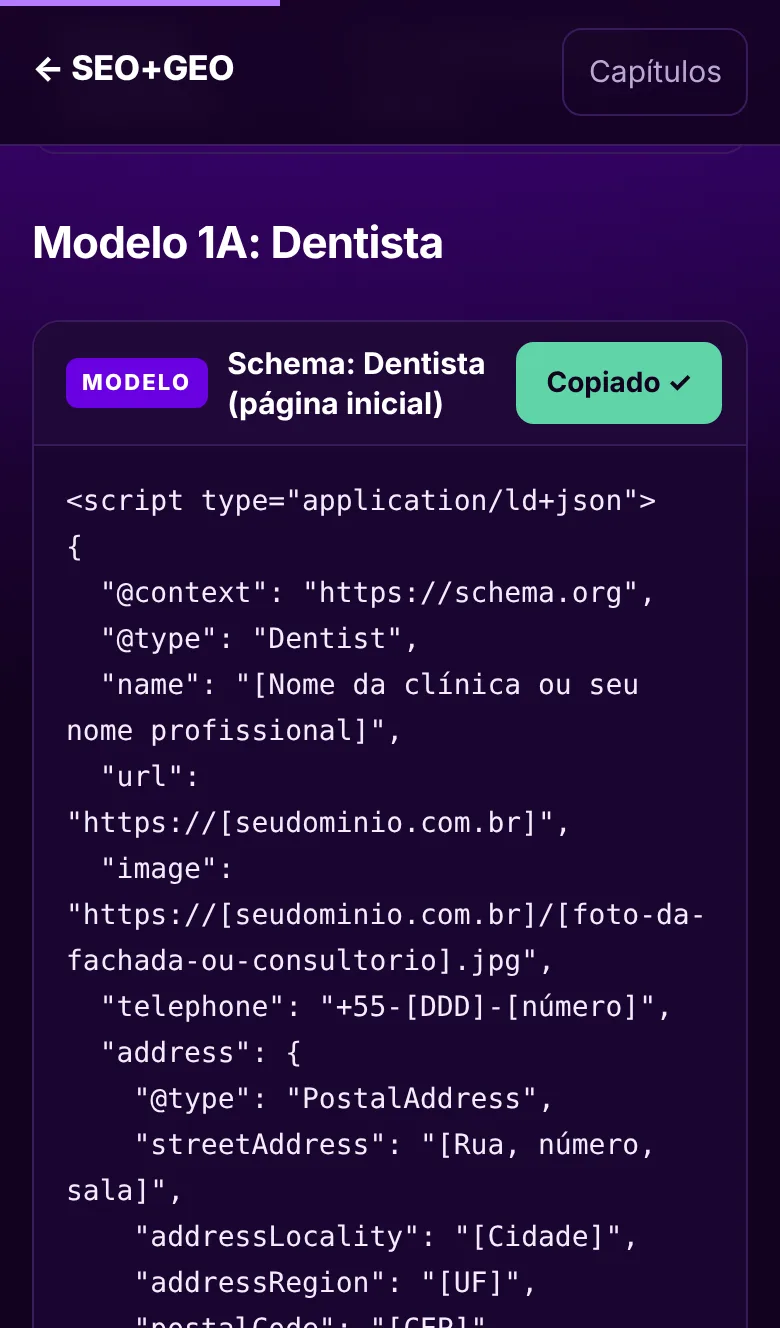 ← SEO+GEO
Capítulos
Modelo 1A: Dentista
MODELO
Schema: Dentista
(página inicial)
Copiado ✓
<script type="application/ld+json">
{
  "@context": "https://schema.org",
  "@type": "Dentist",
  "name": "[Nome da clínica ou seu
nome profissional]",
  "url":
"https://[seudominio.com.br]",
  "image":
"https://[seudominio.com.br]/[foto-da-
fachada-ou-consultorio].jpg",
  "telephone": "+55-[DDD]-[número]",
  "address": {
    "@type": "PostalAddress",
    "streetAddress": "[Rua, número,
sala]",
    "addressLocality": "[Cidade]",
    "addressRegion": "[UF]",
    "postalCode": "[CEP]"